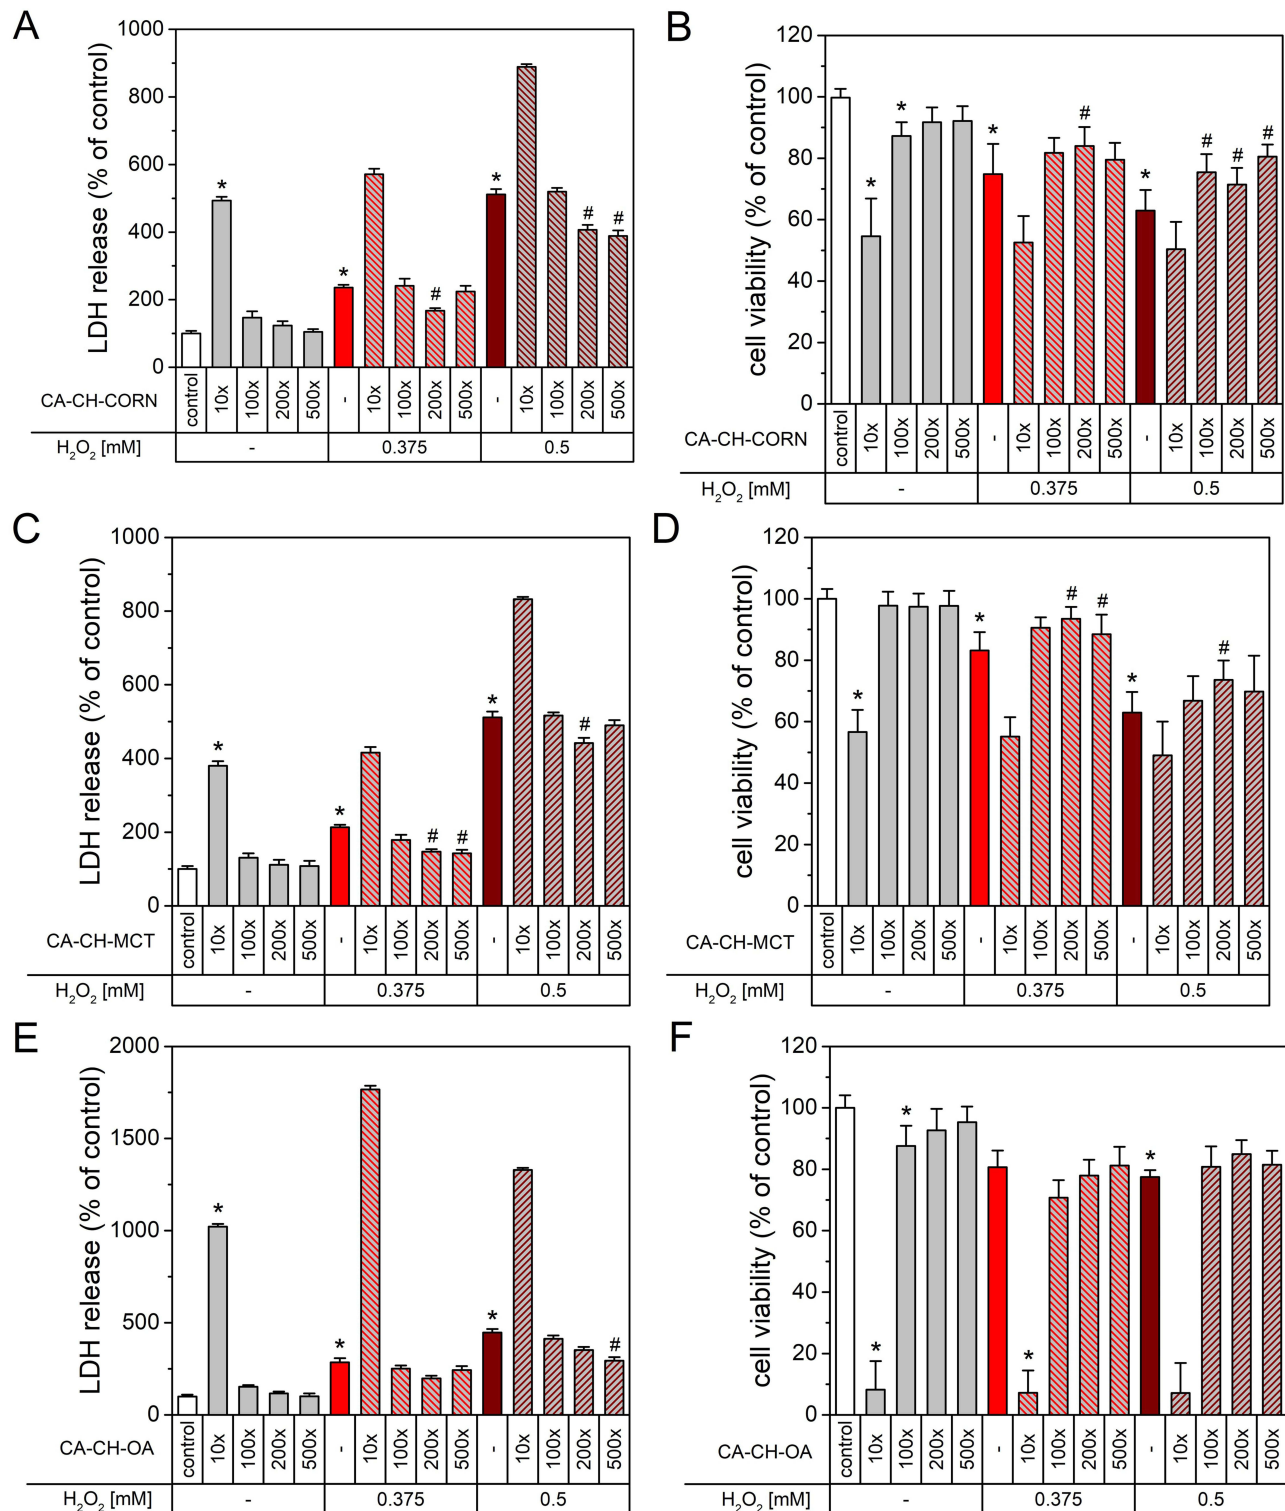 A
LDH release (% of control)
1000
800
600
400
200
0
* * * # # #
CA-CH-CORN
control 10x 100x 200x 500x - 10x 100x 200x 500x - 10x 100x 200x 500x
H₂O₂ [mM] - 0.375 0.5
B
cell viability (% of control)
120
100
80
60
40
20
0
* * * # * # # #
CA-CH-CORN
control 10x 100x 200x 500x - 10x 100x 200x 500x - 10x 100x 200x 500x
H₂O₂ [mM] - 0.375 0.5
C
LDH release (% of control)
1000
800
600
400
200
0
* * # # * #
CA-CH-MCT
control 10x 100x 200x 500x - 10x 100x 200x 500x - 10x 100x 200x 500x
H₂O₂ [mM] - 0.375 0.5
D
cell viability (% of control)
120
100
80
60
40
20
0
* * # # * #
CA-CH-MCT
control 10x 100x 200x 500x - 10x 100x 200x 500x - 10x 100x 200x 500x
H₂O₂ [mM] - 0.375 0.5
E
LDH release (% of control)
2000
1500
1000
500
0
* * * #
CA-CH-OA
control 10x 100x 200x 500x - 10x 100x 200x 500x - 10x 100x 200x 500x
H₂O₂ [mM] - 0.375 0.5
F
cell viability (% of control)
120
100
80
60
40
20
0
* * * *
CA-CH-OA
control 10x 100x 200x 500x - 10x 100x 200x 500x - 10x 100x 200x 500x
H₂O₂ [mM] - 0.375 0.5